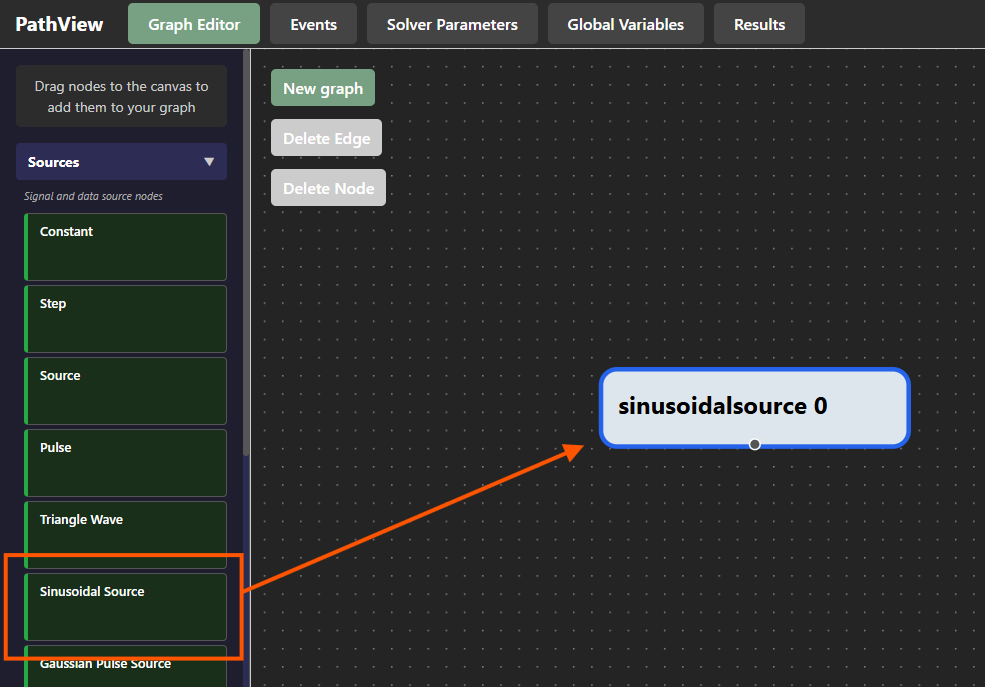 PathView
Graph Editor
Events
Solver Parameters
Global Variables
Results
Drag nodes to the canvas to
add them to your graph
Sources
Signal and data source nodes
Constant
Step
Source
Pulse
Triangle Wave
Sinusoidal Source
Gaussian Pulse Source
New graph
Delete Edge
Delete Node
sinusoidalsource 0